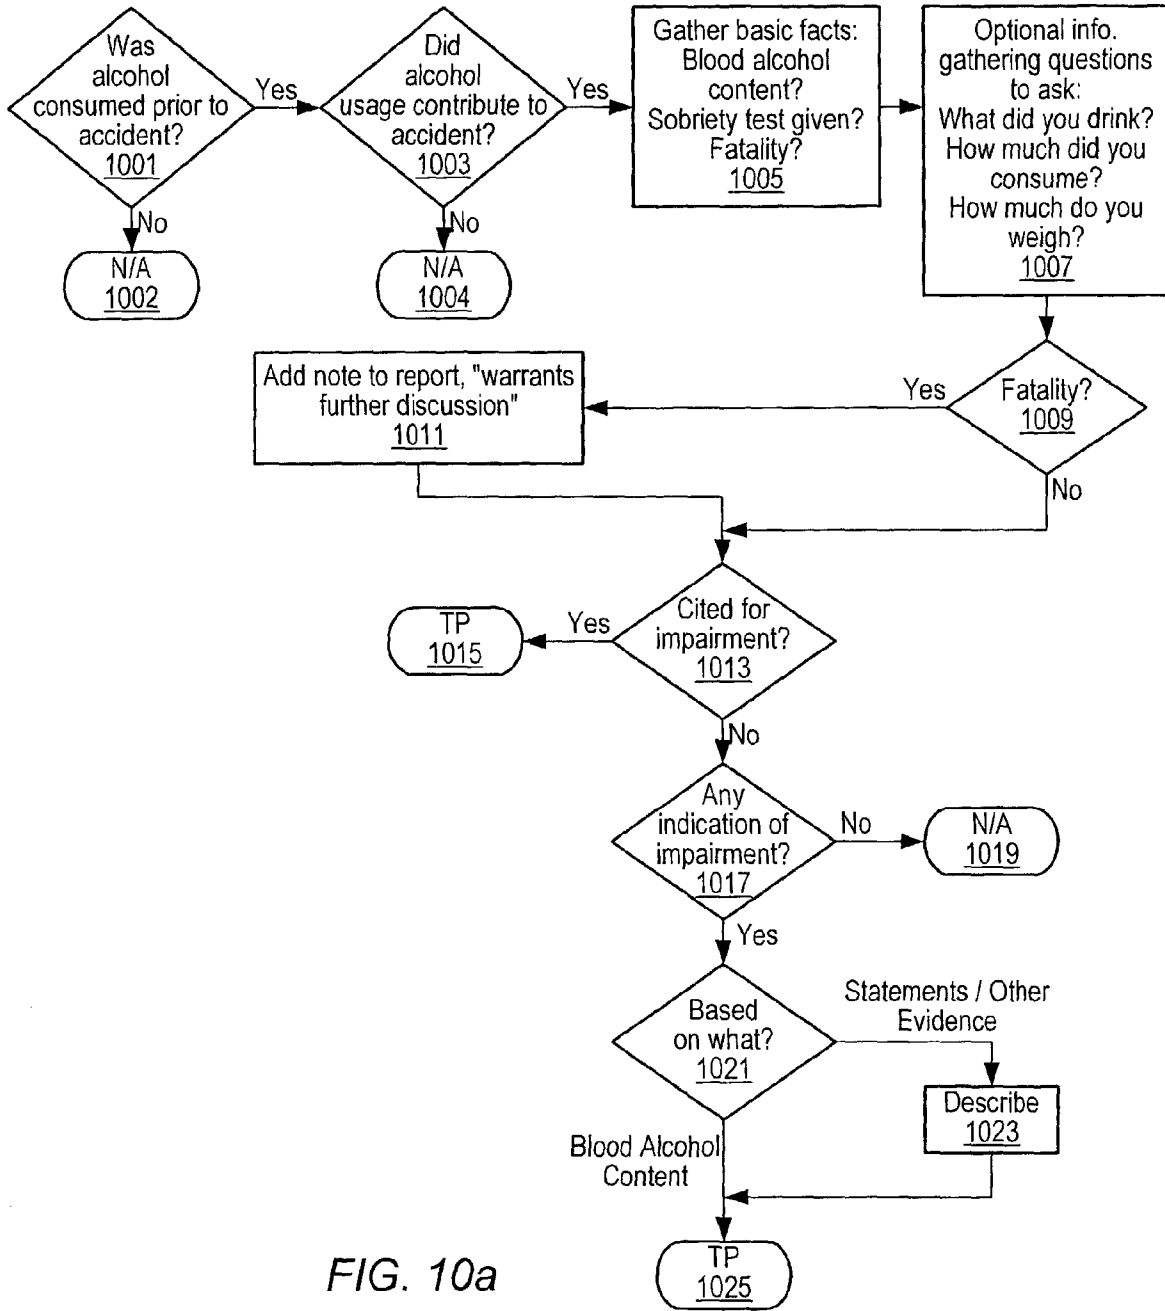 Was
alcohol
consumed prior to
accident?
1001
Yes
No
N/A
1002
Did
alcohol
usage contribute to
accident?
1003
Yes
No
N/A
1004
Gather basic facts:
Blood alcohol
content?
Sobriety test given?
Fatality?
1005
Optional info.
gathering questions
to ask:
What did you drink?
How much did you
consume?
How much do you
weigh?
1007
Fatality?
1009
Yes
No
Add note to report, "warrants
further discussion"
1011
Cited for
impairment?
1013
Yes
TP
1015
No
Any
indication of
impairment?
1017
No
N/A
1019
Yes
Based
on what?
1021
Statements / Other
Evidence
Describe
1023
Blood Alcohol
Content
TP
1025
FIG. 10a